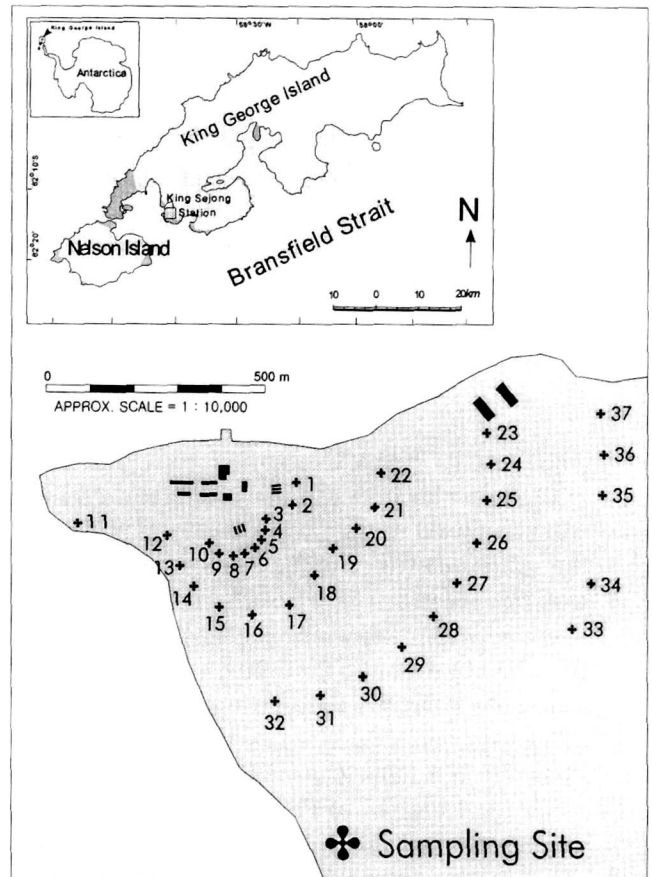 King George Island
Antarctica
58°30'W
58°00'
62°10'S
62°20'
King George Island
King Sejong
Station
Nelson Island
Bransfield Strait
N
10 0 10 20km
0 500 m
APPROX. SCALE = 1 : 10,000
1
2
3
4
5
6
7
8
9
10
11
12
13
14
15
16
17
18
19
20
21
22
23
24
25
26
27
28
29
30
31
32
33
34
35
36
37
Sampling Site